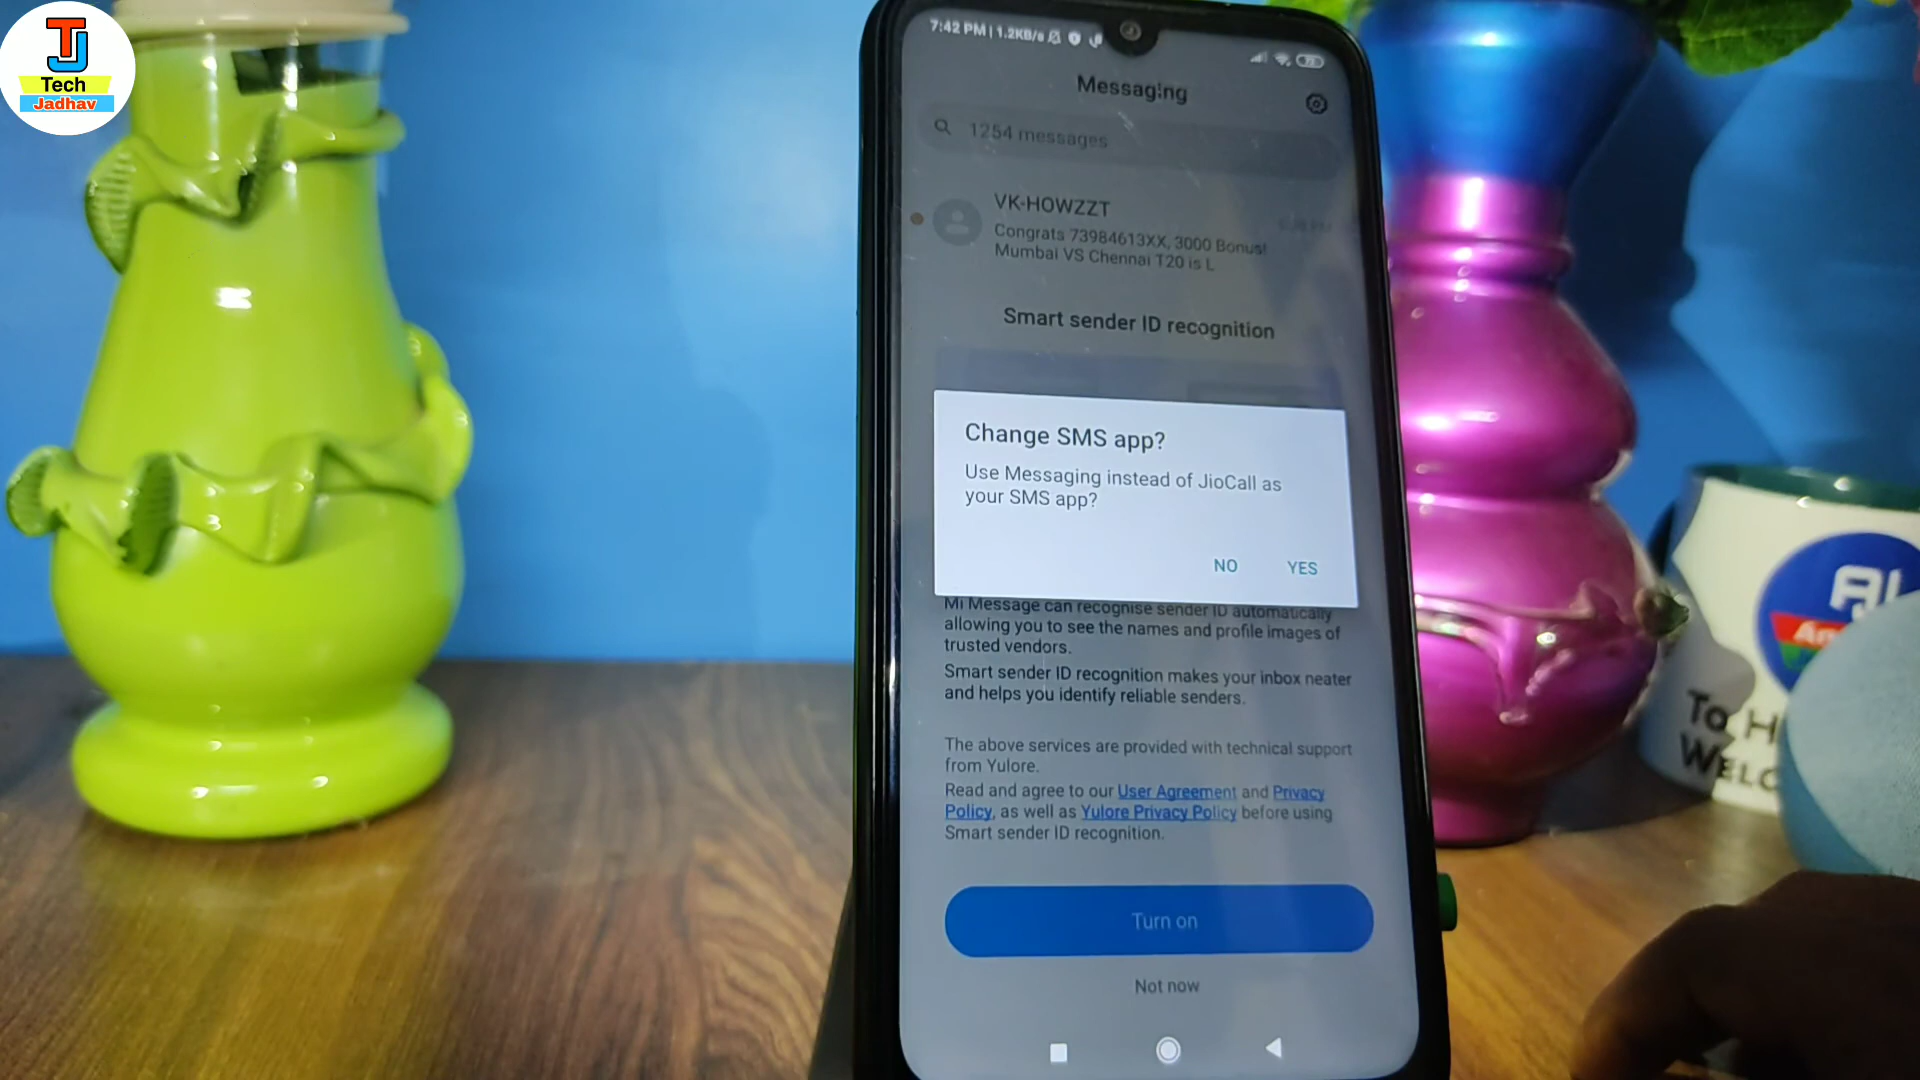 TJ
Tech
Jadhav
7:42 PM | 1.2KB/s
Messaging
1254 messages
VK-HOWZZT
Congrats 73984613XX, 3000 Bonus!
Mumbai VS Chennai T20 is L
Smart sender ID recognition
Change SMS app?
Use Messaging instead of JioCall as
your SMS app?
NO YES
Mi Message can recognise sender ID automatically
allowing you to see the names and profile images of
trusted vendors.
Smart sender ID recognition makes your inbox neater
and helps you identify reliable senders.
The above services are provided with technical support
from Yulore.
Read and agree to our User Agreement and Privacy
Policy, as well as Yulore Privacy Policy before using
Smart sender ID recognition.
Turn on
Not now
To H
WELC